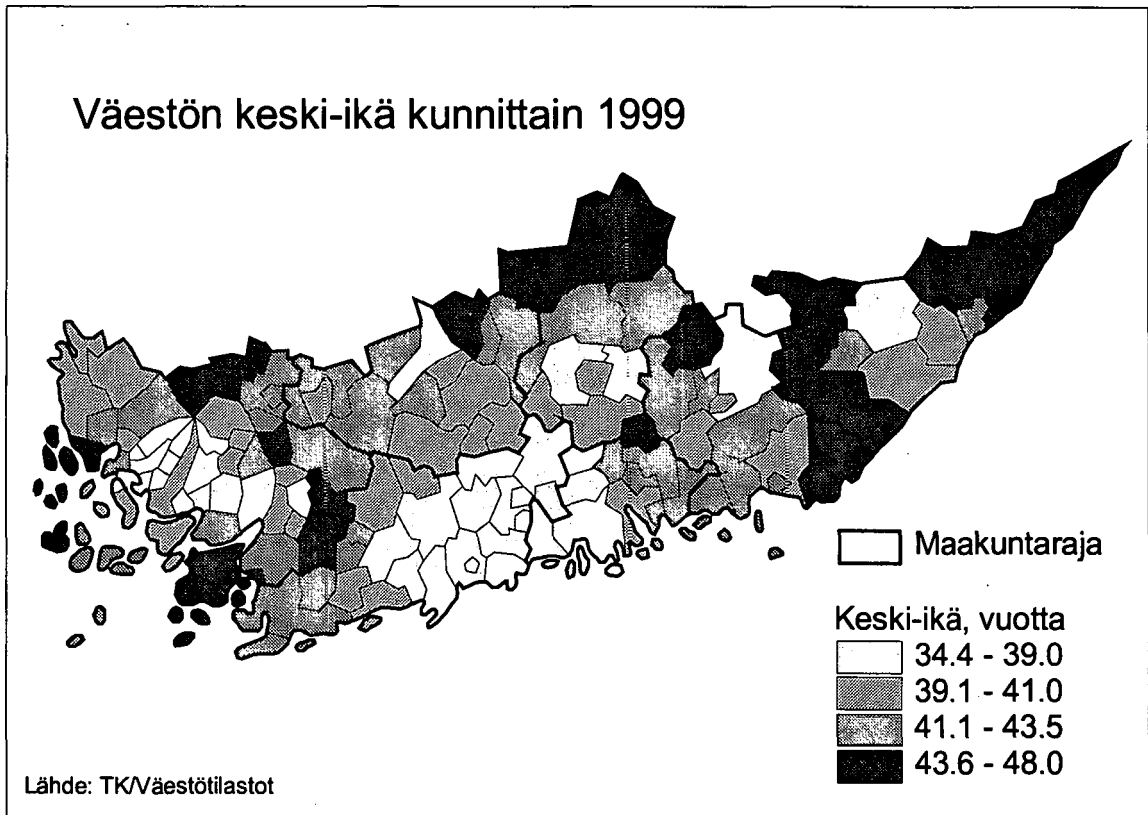 Väestön keski-ikä kunnittain 1999
Maakuntaraja
Keski-ikä, vuotta
34.4 - 39.0
39.1 - 41.0
41.1 - 43.5
43.6 - 48.0
Lähde: TK/Väestötilastot